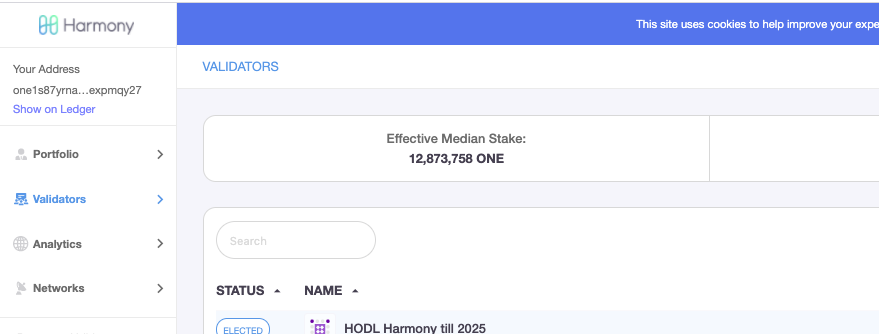 Harmony
This site uses cookies to help improve your expe
Your Address
one1s87yrna...expmqy27
Show on Ledger
Portfolio
Validators
Analytics
Networks
VALIDATORS
Effective Median Stake:
12,873,758 ONE
Search
STATUS NAME
ELECTED HODL Harmony till 2025